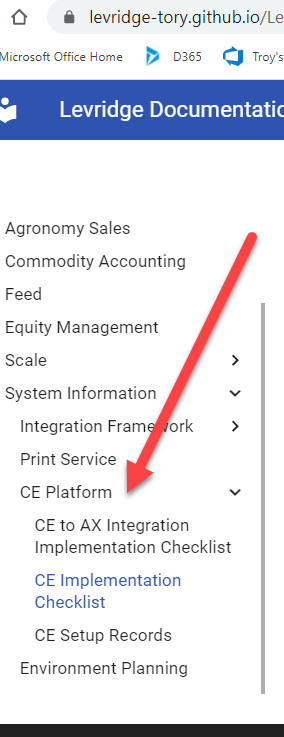 levridge-tory.github.io/Le
Microsoft Office Home D365 Troy's
Levridge Documentatio
Agronomy Sales
Commodity Accounting
Feed
Equity Management
Scale
System Information
Integration Framework
Print Service
CE Platform
CE to AX Integration
Implementation Checklist
CE Implementation
Checklist
CE Setup Records
Environment Planning